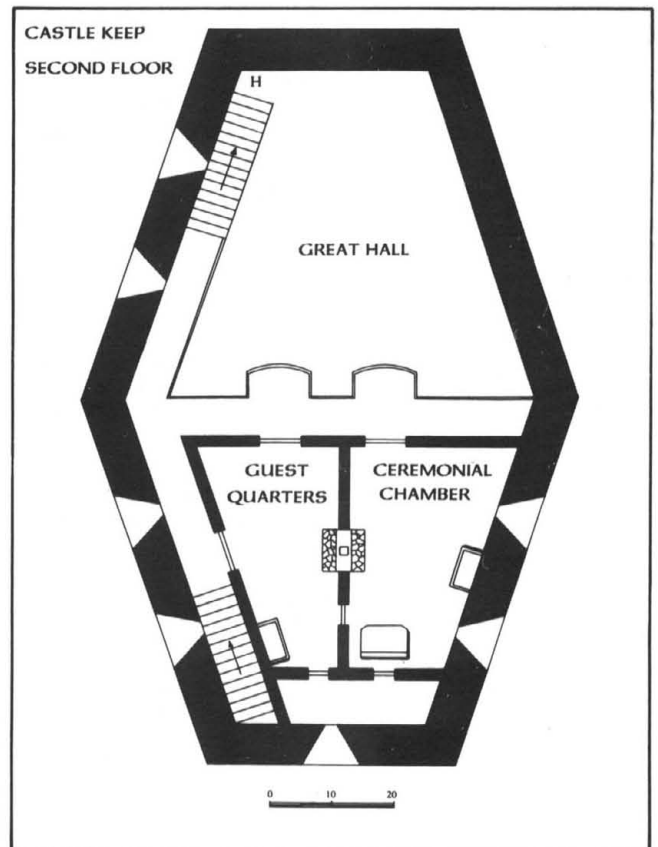 CASTLE KEEP
SECOND FLOOR
H
GREAT HALL
GUEST
QUARTERS
CEREMONIAL
CHAMBER
0 10 20